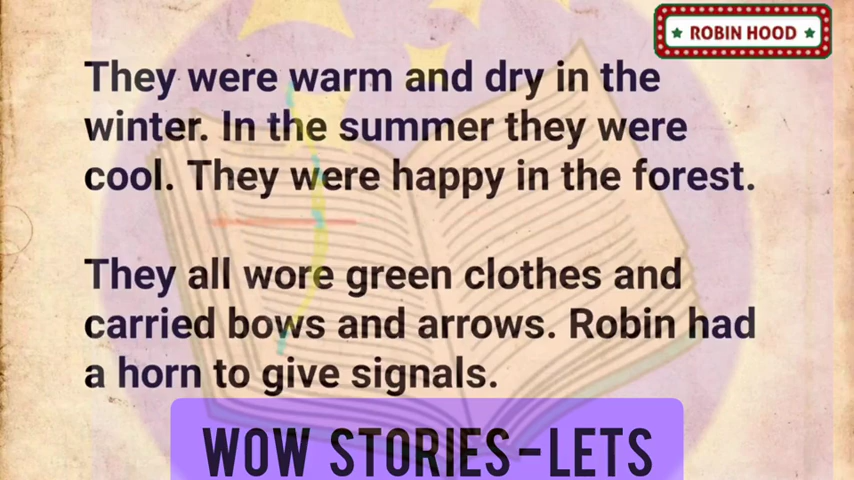 ROBIN HOOD
They were warm and dry in the
winter. In the summer they were
cool. They were happy in the forest.
They all wore green clothes and
carried bows and arrows. Robin had
a horn to give signals.
WOW STORIES-LETS